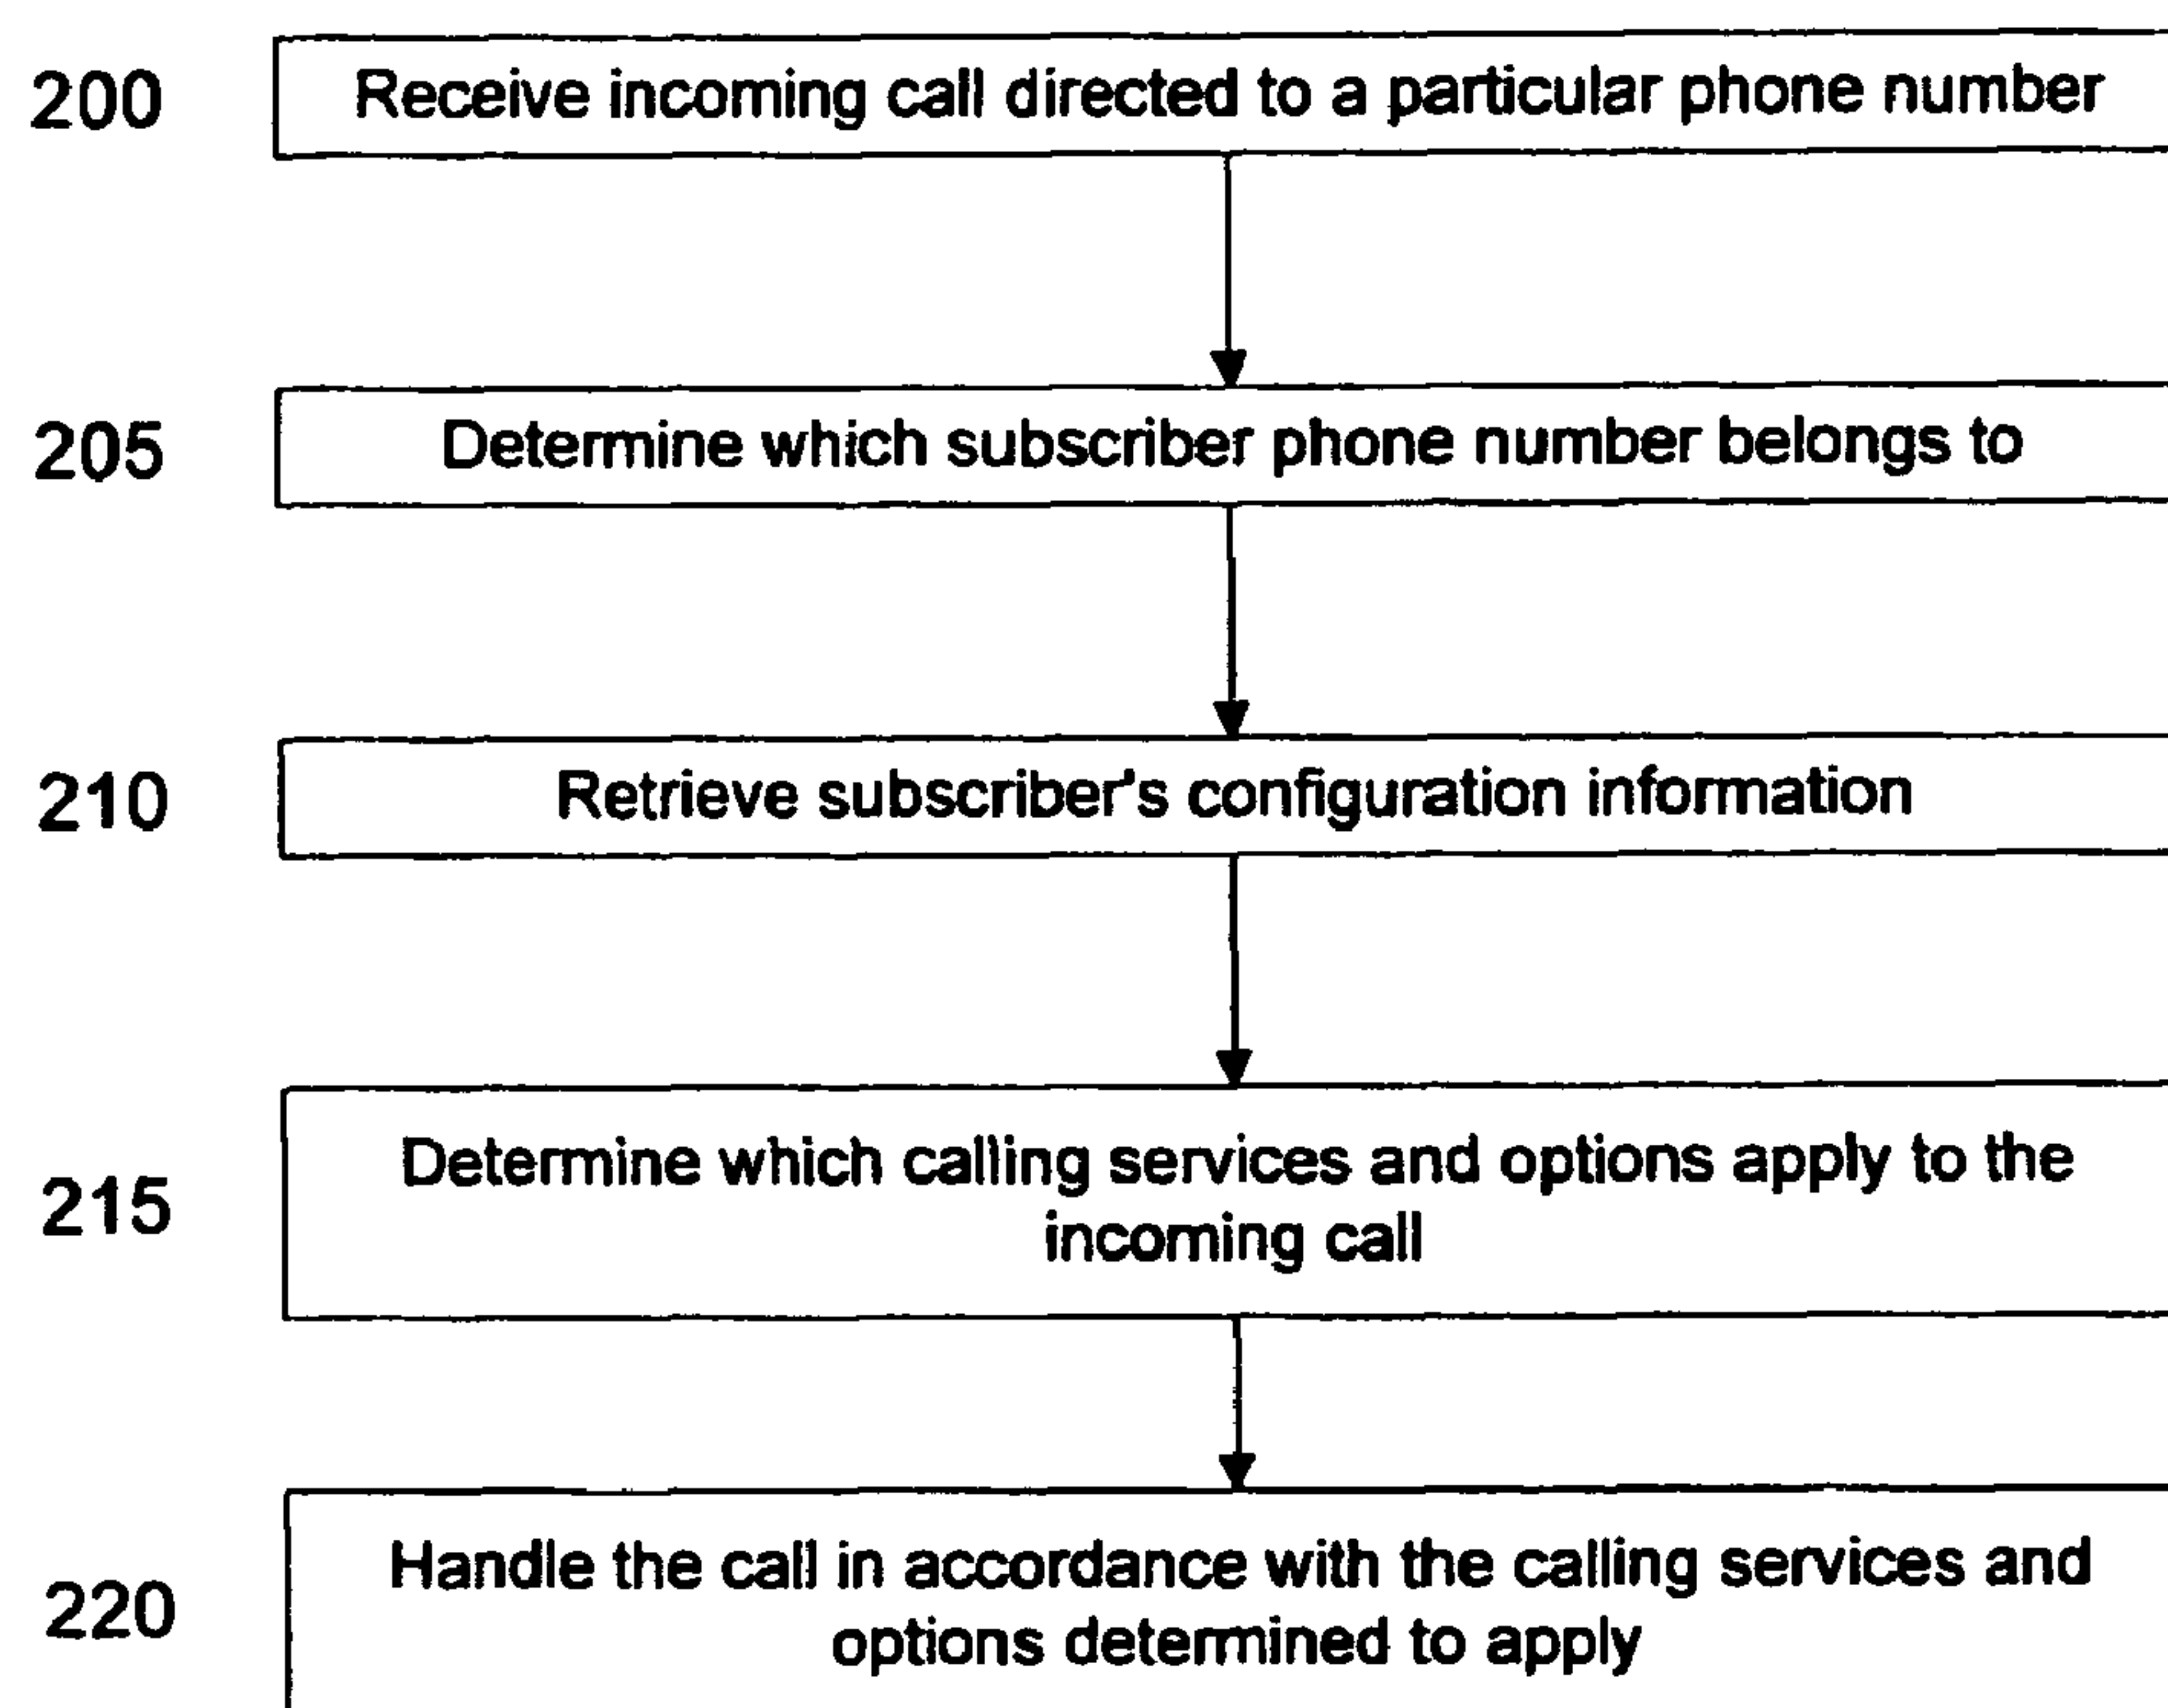 200
Receive incoming call directed to a particular phone number
205
Determine which subscriber phone number belongs to
210
Retrieve subscriber's configuration information
215
Determine which calling services and options apply to the
incoming call
220
Handle the call in accordance with the calling services and
options determined to apply